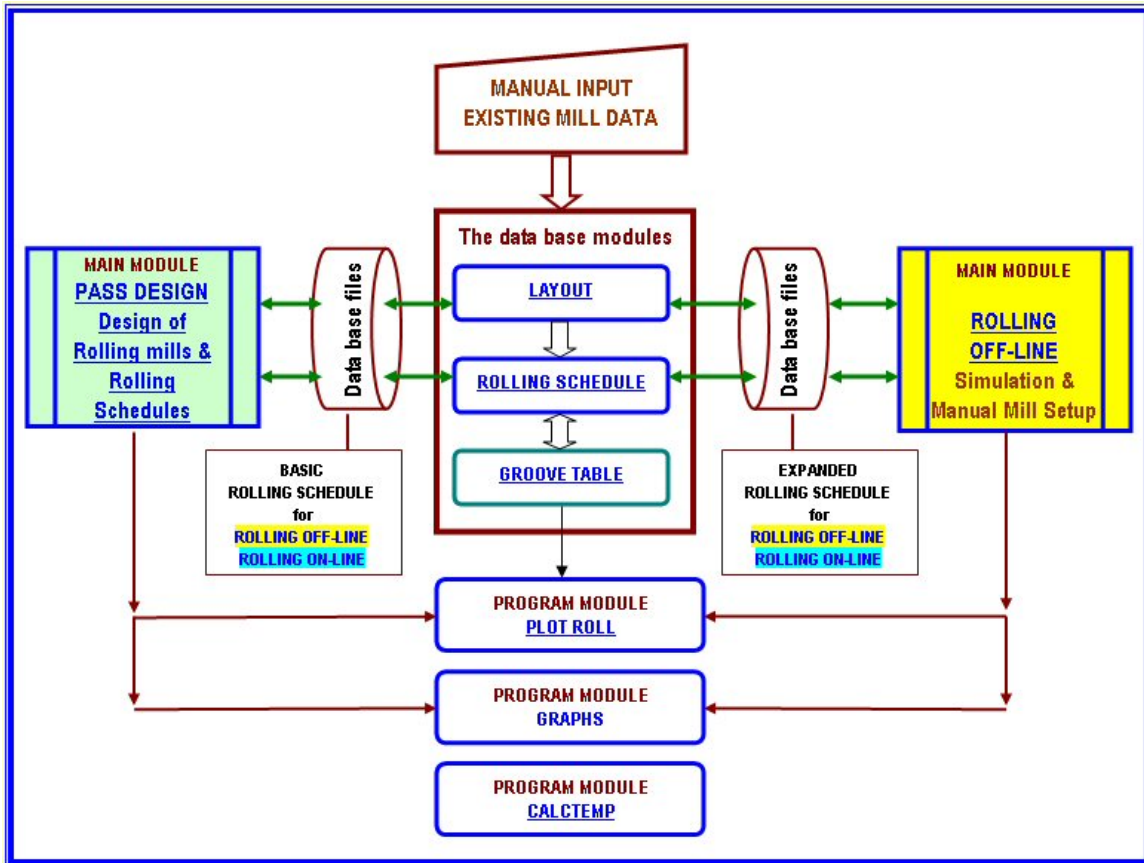 MANUAL INPUT
EXISTING MILL DATA
The data base modules
LAYOUT
ROLLING SCHEDULE
GROOVE TABLE
MAIN MODULE
PASS DESIGN
Design of
Rolling mills &
Rolling
Schedules
Data base files
Data base files
MAIN MODULE
ROLLING
OFF-LINE
Simulation &
Manual Mill Setup
BASIC
ROLLING SCHEDULE
for
ROLLING OFF-LINE
ROLLING ON-LINE
EXPANDED
ROLLING SCHEDULE
for
ROLLING OFF-LINE
ROLLING ON-LINE
PROGRAM MODULE
PLOT ROLL
PROGRAM MODULE
GRAPHS
PROGRAM MODULE
CALCTEMP